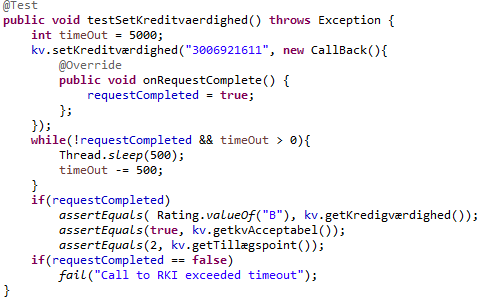 @Test
public void testSetKreditvaerdighed() throws Exception {
int timeOut = 5000;
kv.setKreditværdighed("3006921611", new CallBack(){
@Override
public void onRequestComplete() {
requestCompleted = true;
};
});
while(!requestCompleted && timeOut > 0){
Thread.sleep(500);
timeOut -= 500;
}
if(requestCompleted)
assertEquals( Rating.valueOf("B"), kv.getKredigværdighed());
assertEquals(true, kv.getkvAcceptabel());
assertEquals(2, kv.getTillægspoint());
if(requestCompleted == false)
fail("Call to RKI exceeded timeout");
}